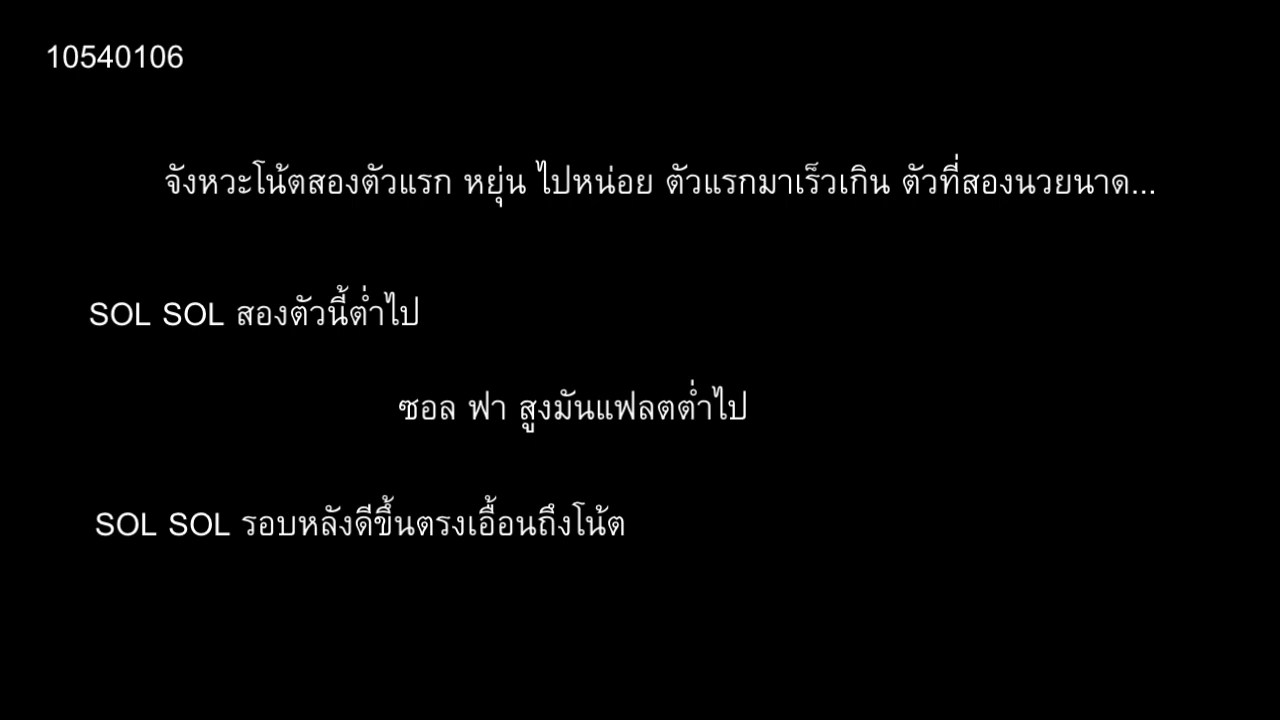 10540106
จังหวะโน้ตสองตัวแรก หยุ่น ไปหน่อย ตัวแรกมาเร็วเกิน ตัวที่สองนวยนาด...
SOL SOL สองตัวนี้ต่ำไป
ซอล ฟา สูงมันแฟลตต่ำไป
SOL SOL รอบหลังดีขึ้นตรงเอื้อนถึงโน้ต